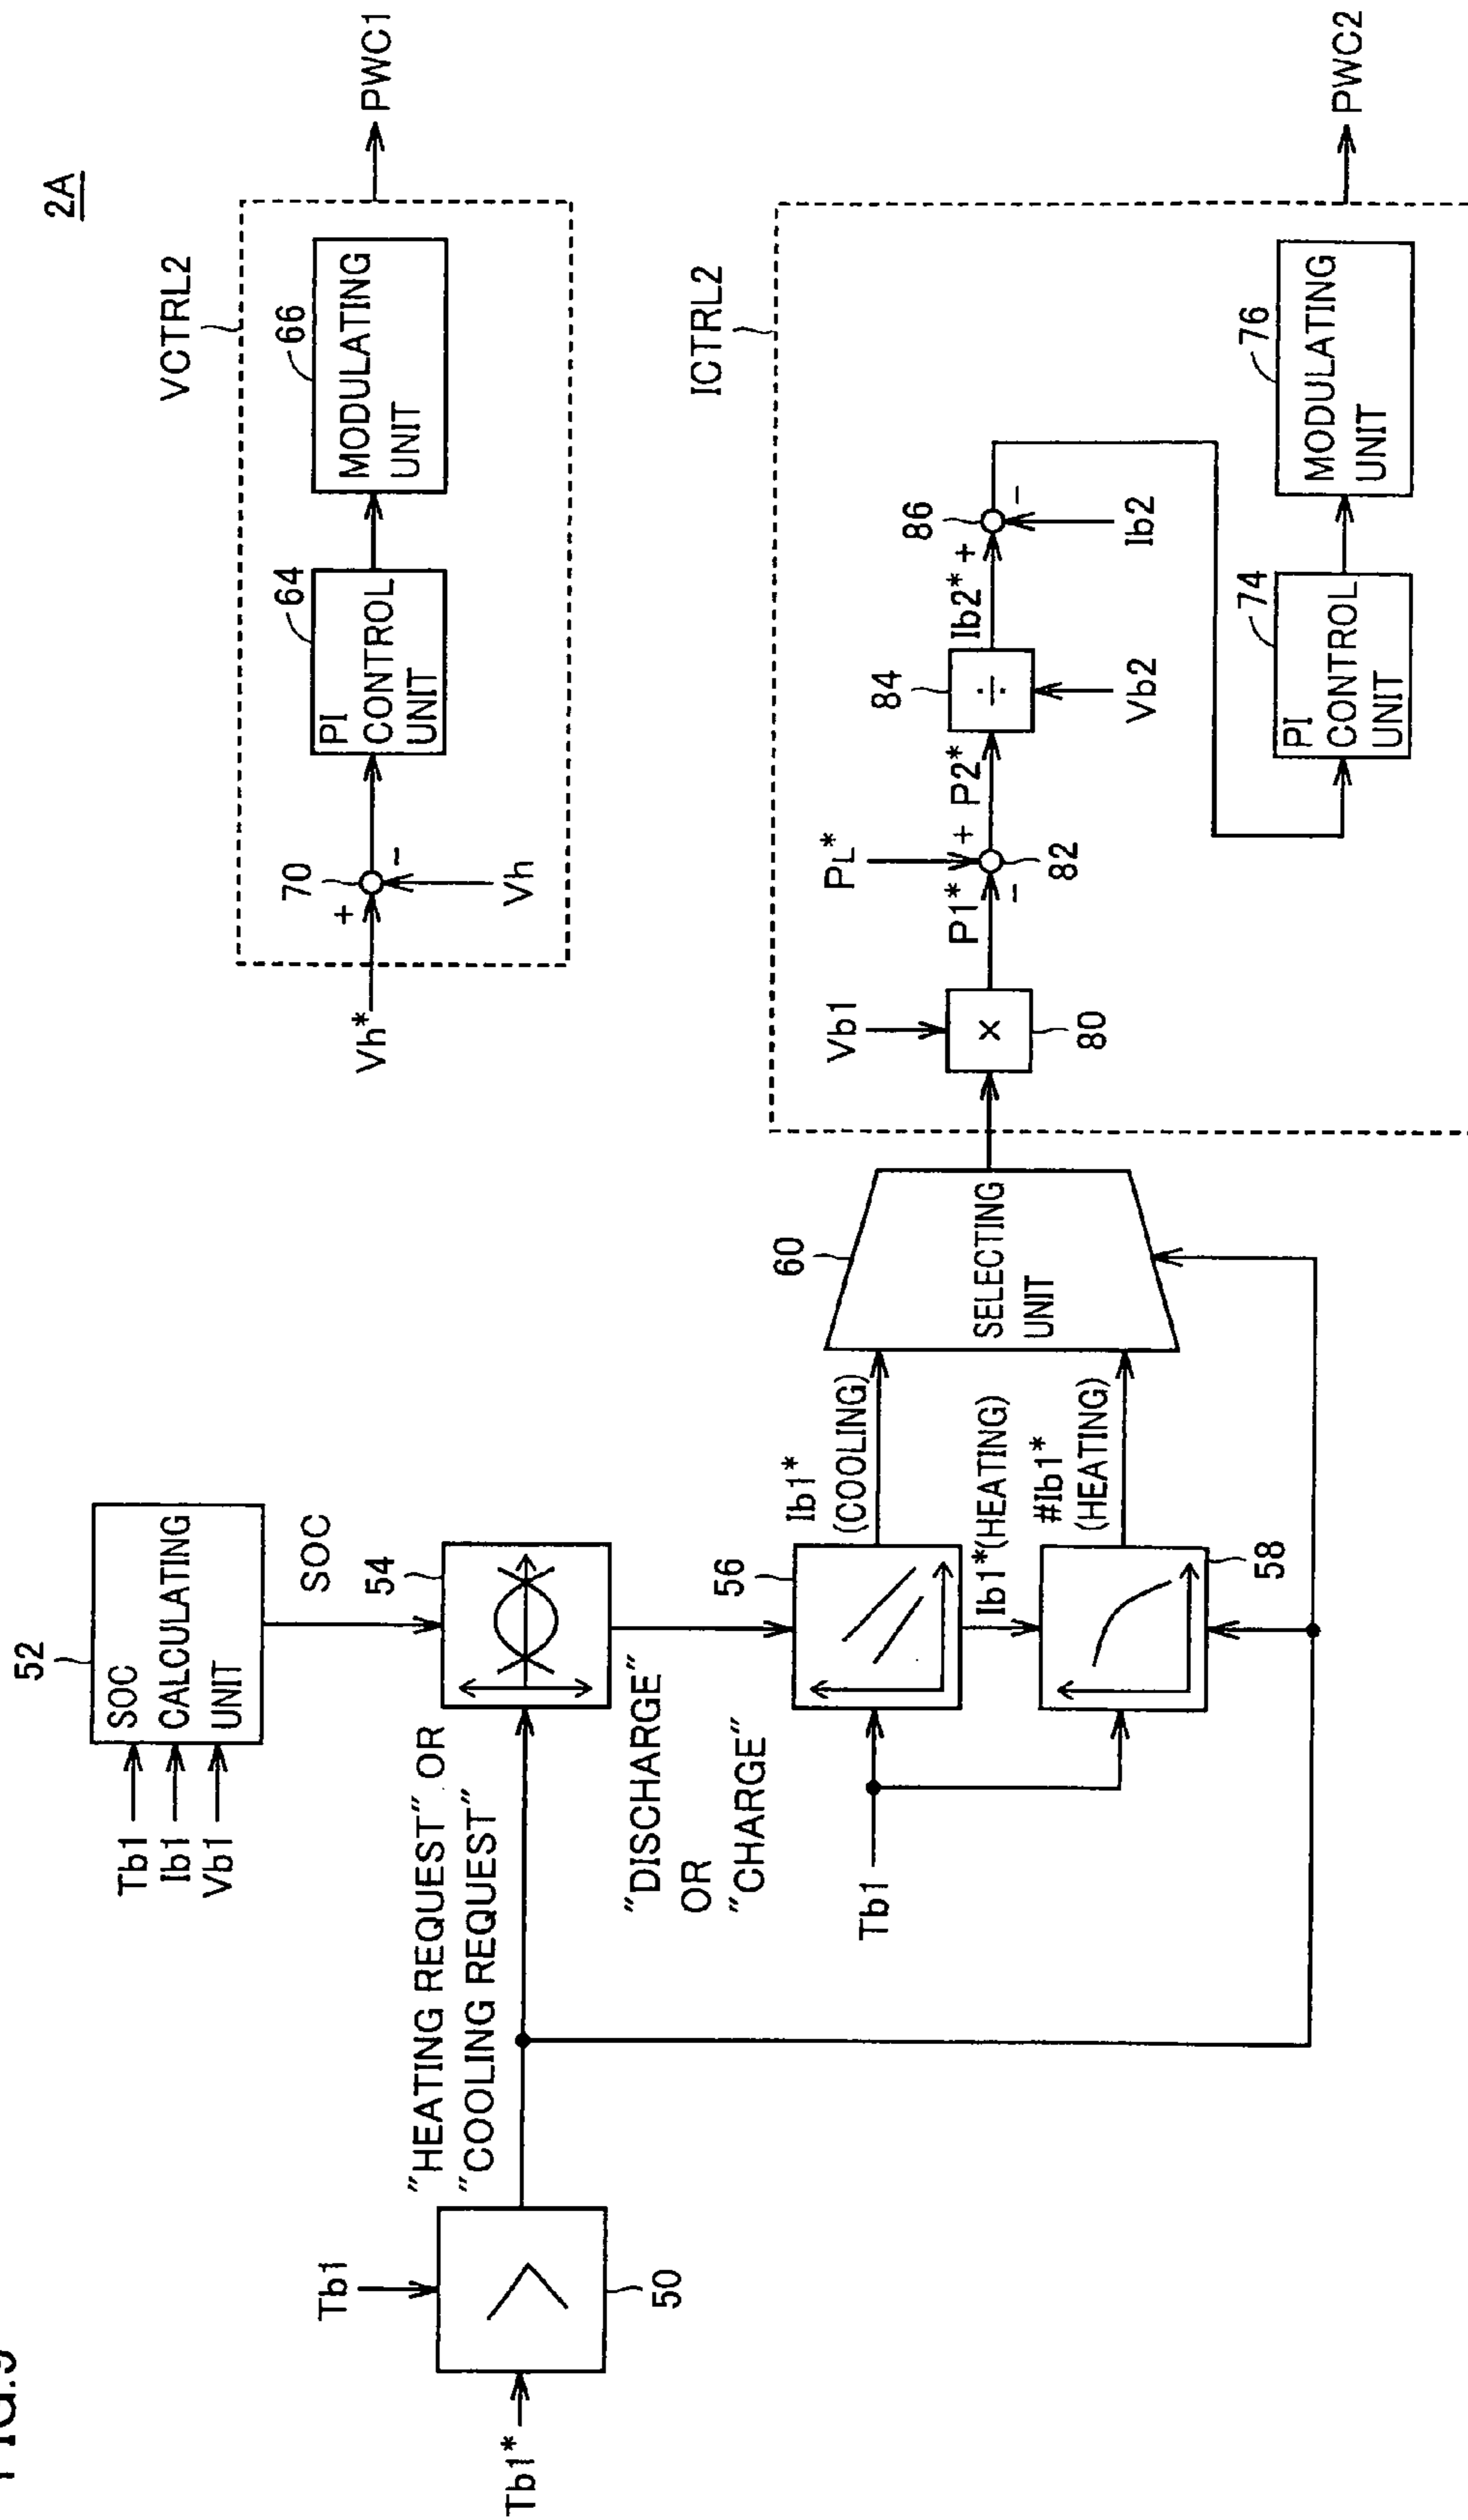 2A
52
SOC
CALCULATING
UNIT
Tb1
Ib1
Vb1
SOC
54
"HEATING REQUEST" OR
"COOLING REQUEST"
Tb1
Tb1*
50
"DISCHARGE"
OR
"CHARGE"
56
Tb1
Ib1*
(COOLING)
Ib1*(HEATING)
#Ib1*
(HEATING)
58
60
SELECTING
UNIT
VCTRL2
Vh*
+
70
-
Vh
64
PI
CONTROL
UNIT
66
MODULATING
UNIT
PWC1
ICTRL2
Vb1
×
80
PL*
P1*
+
-
82
P2*
84
÷
Vb2
Ib2*
+
86
-
Ib2
74
PI
CONTROL
UNIT
76
MODULATING
UNIT
PWC2